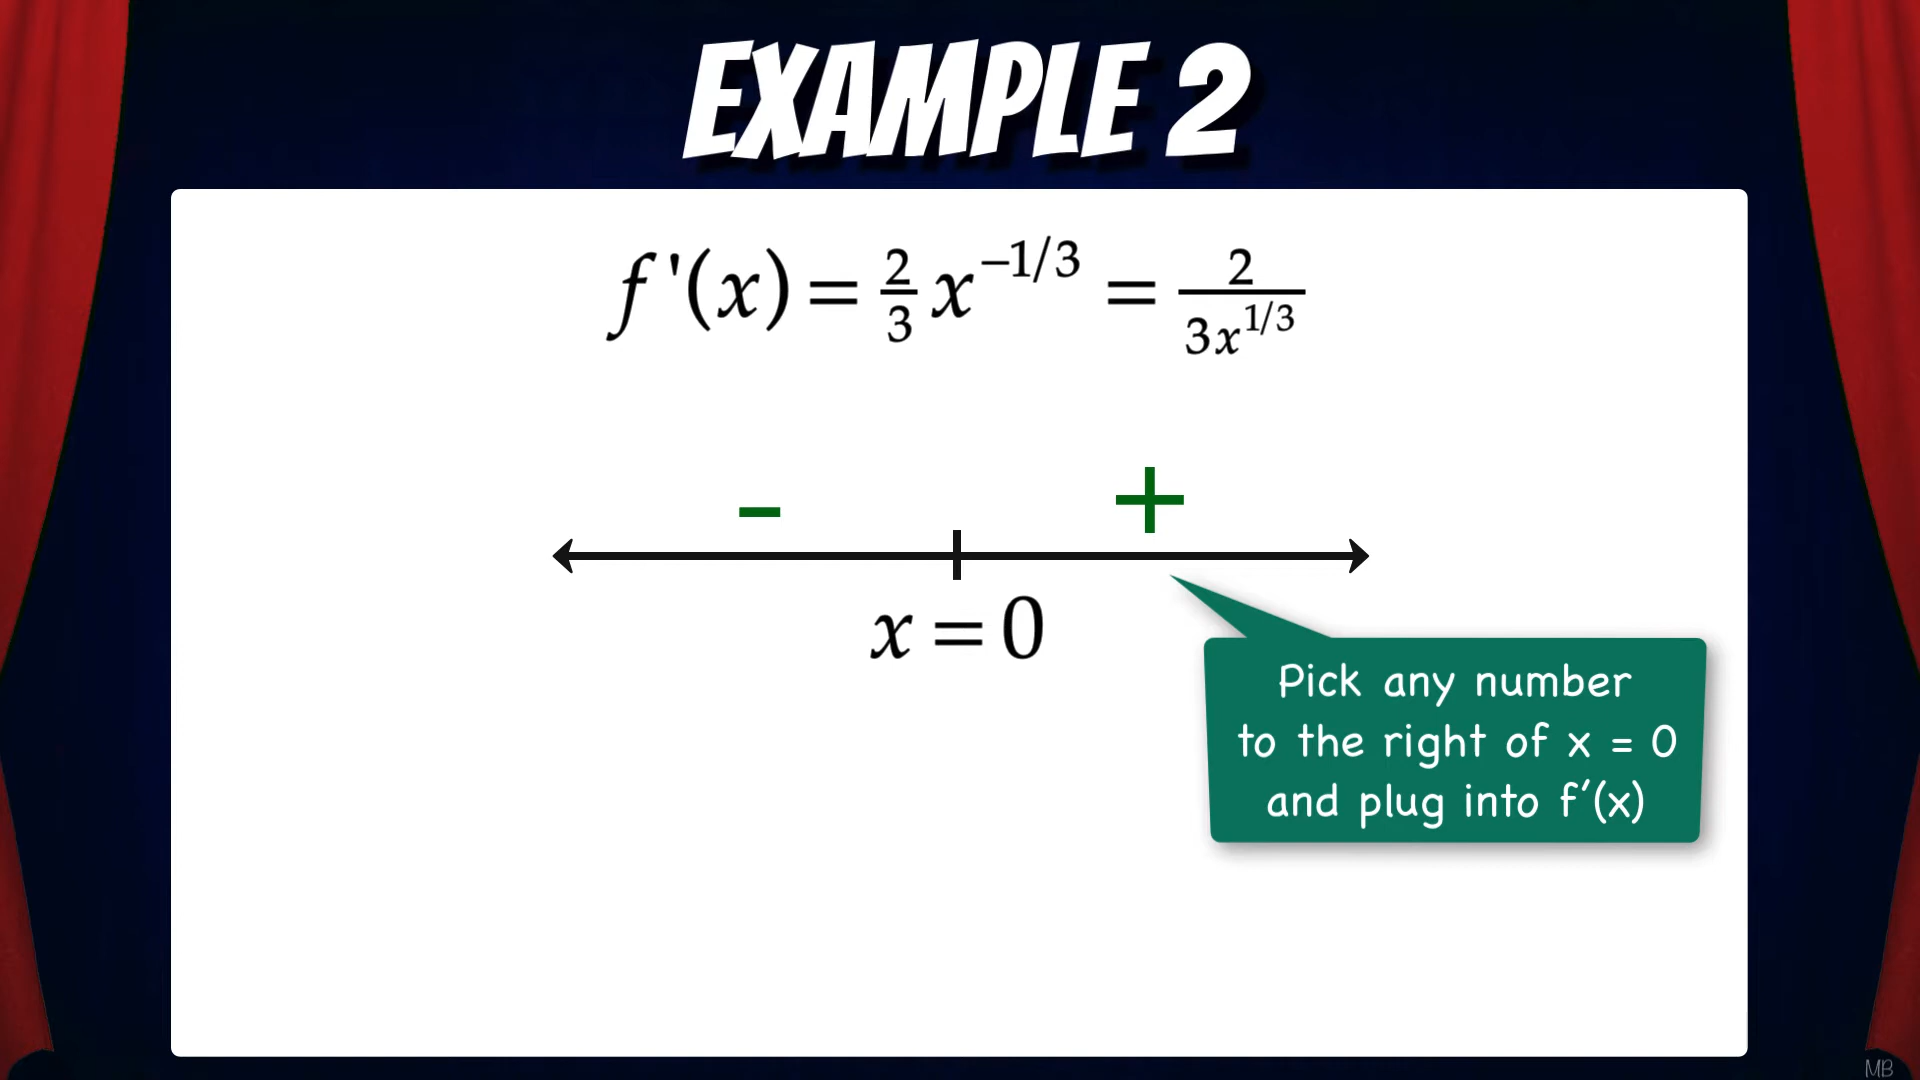 EXAMPLE 2
f'(x) = 2/3 x^{-1/3} = 2/(3x^{1/3})
- +
x = 0
Pick any number
to the right of x = 0
and plug into f'(x)
MB